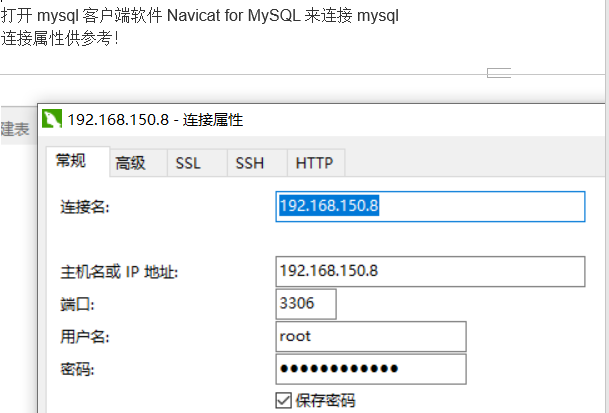 打开 mysql 客户端软件 Navicat for MySQL 来连接 mysql
连接属性供参考！
建表
192.168.150.8 - 连接属性
常规 高级 SSL SSH HTTP
连接名: 192.168.150.8
主机名或 IP 地址: 192.168.150.8
端口: 3306
用户名: root
密码: ●●●●●●●●●●●●
保存密码